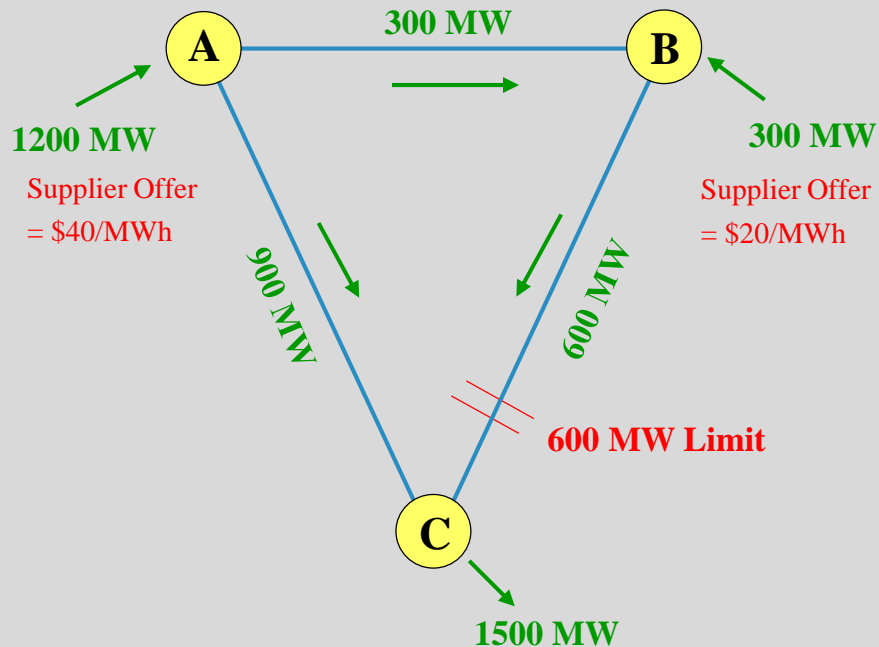 300 MW
A
B
1200 MW
Supplier Offer
= $40/MWh
300 MW
Supplier Offer
= $20/MWh
900 MW
600 MW
600 MW Limit
C
1500 MW